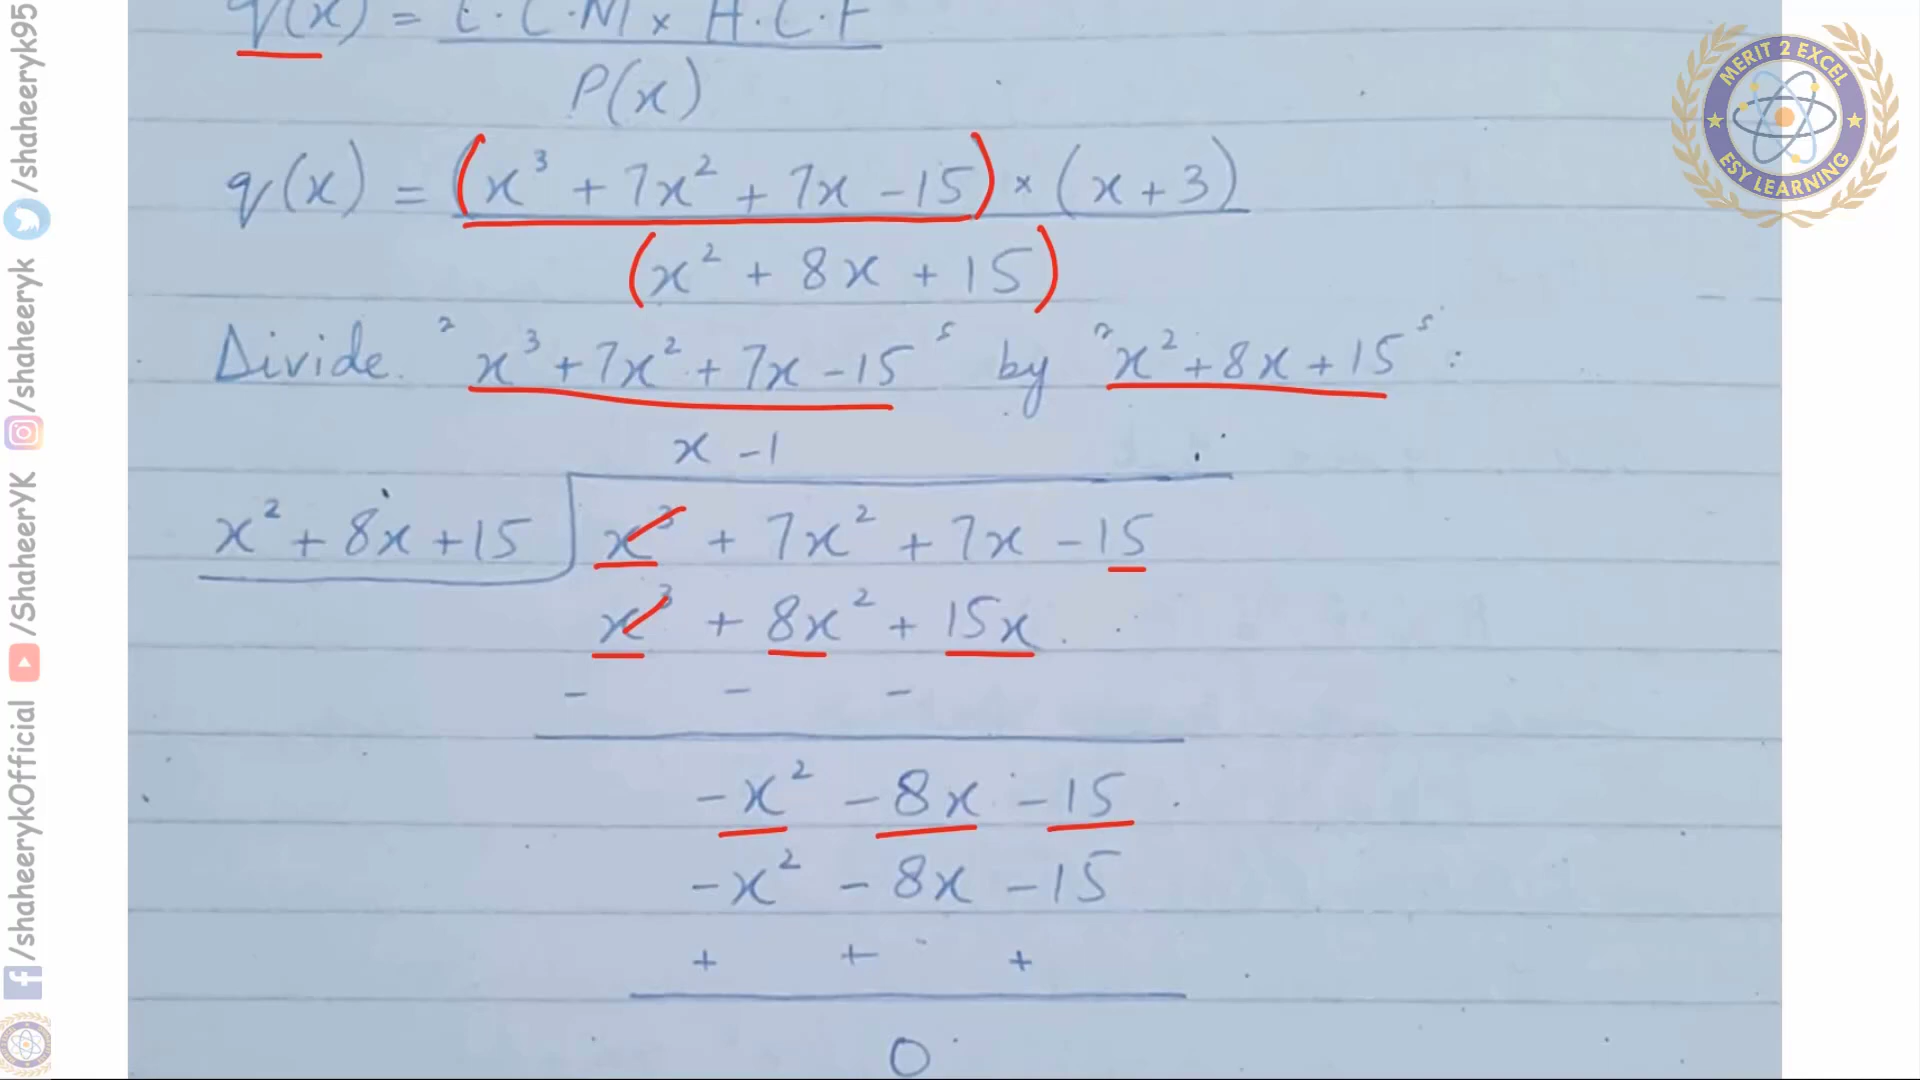 q(x) = L.C.M × H.C.F
P(x)
q(x) = (x³ + 7x² + 7x - 15) × (x + 3)
(x² + 8x + 15)
Divide "x³ + 7x² + 7x - 15" by "x² + 8x + 15" :
x - 1
x² + 8x + 15 x³ + 7x² + 7x - 15
x³ + 8x² + 15x
- - -
-x² - 8x - 15
-x² - 8x - 15
+ + +
0
MERIT 2 EXCEL
ESY LEARNING
/shaheeryk95
/shaheeryk
/ShaheerYK
/shaheerykOfficial